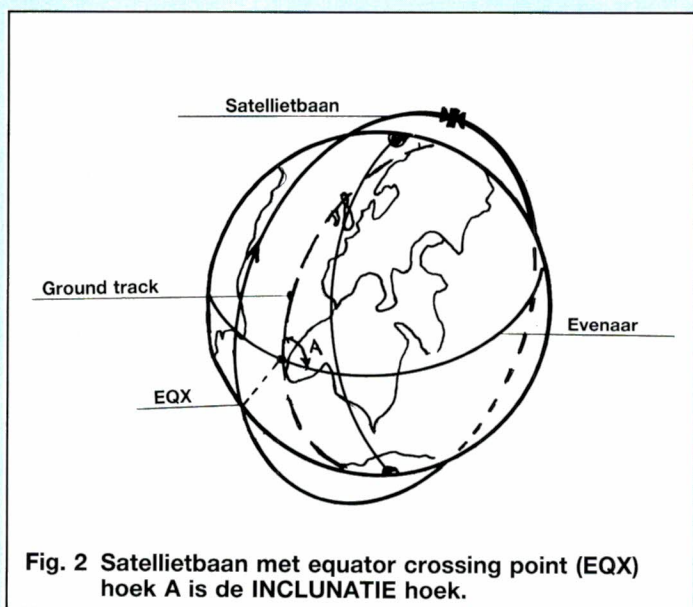 Satellietbaan
Ground track
Evenaar
A
EQX
Fig. 2 Satellietbaan met equator crossing point (EQX)
hoek A is de INCLUNATIE hoek.